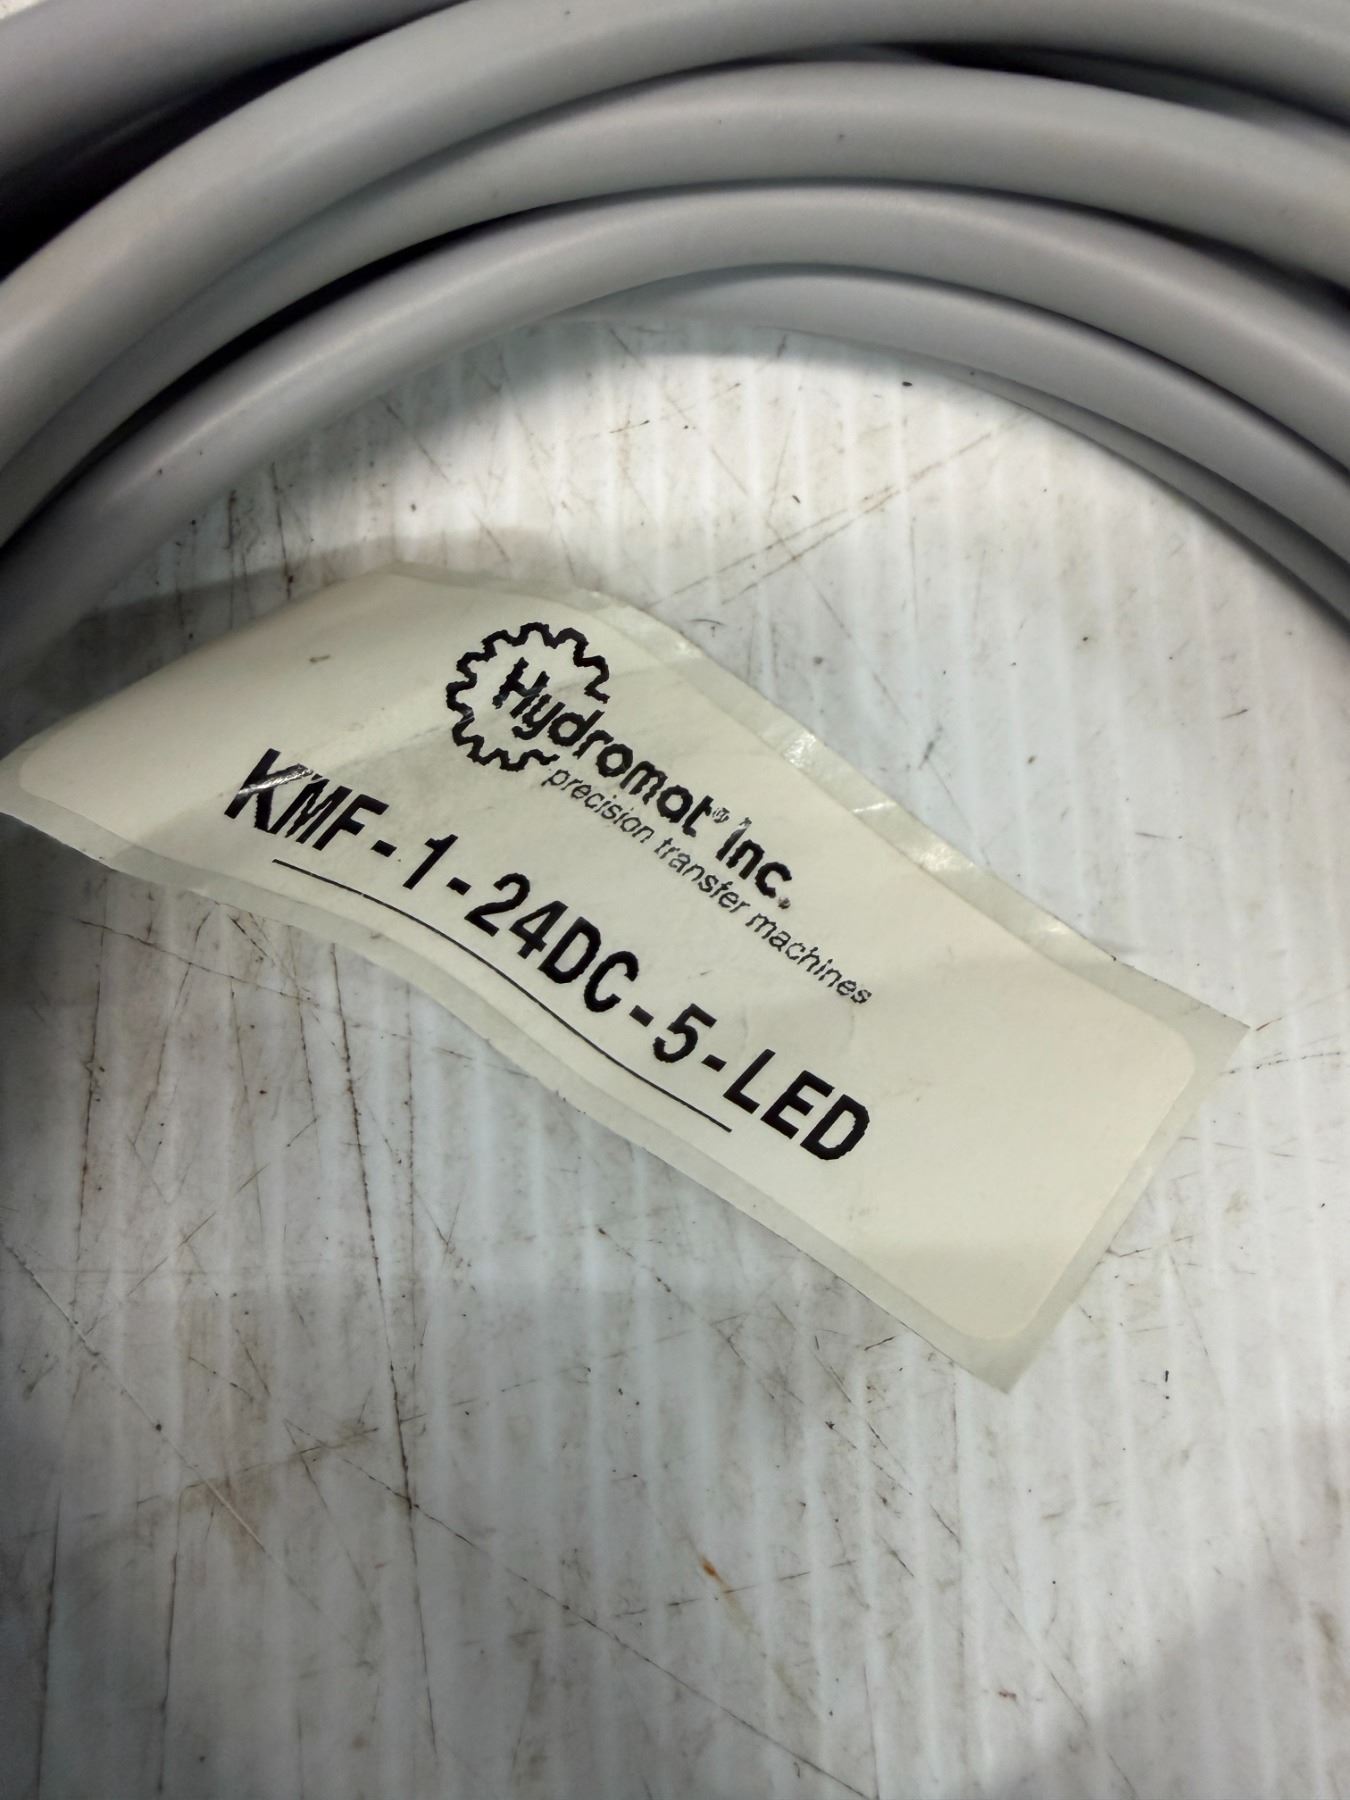 Hydromat® Inc.
precision transfer machines
KMF-1-24DC-5-LED